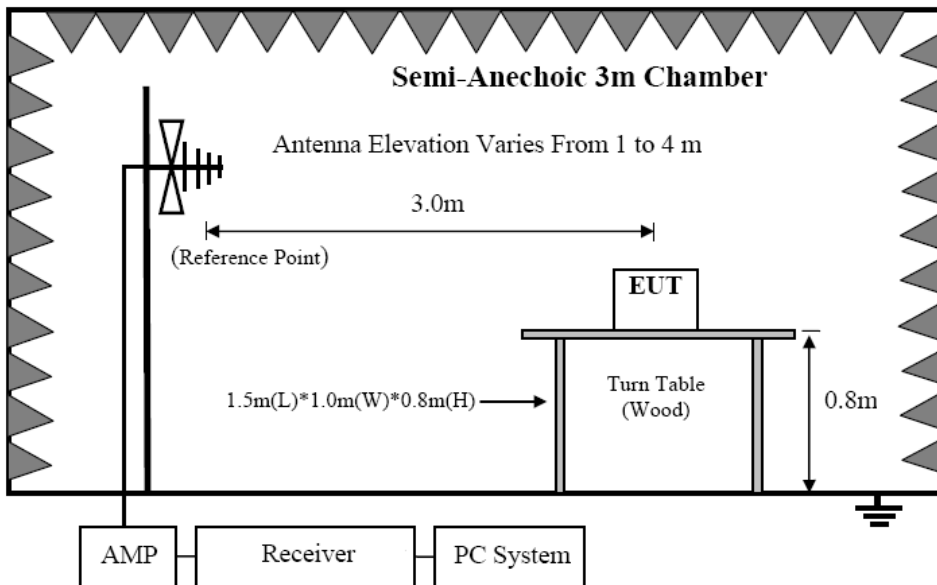 Semi-Anechoic 3m Chamber
Antenna Elevation Varies From 1 to 4 m
3.0m
(Reference Point)
EUT
1.5m(L)*1.0m(W)*0.8m(H)
Turn Table
(Wood)
0.8m
AMP
Receiver
PC System